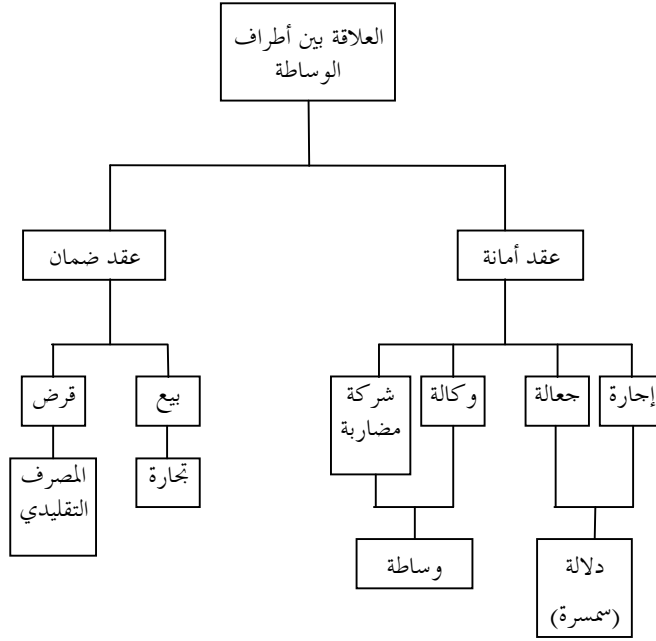 العلاقة بين أطراف
الوساطة
عقد أمانة
عقد ضمان
إجارة
جعالة
وكالة
شركة
مضاربة
بيع
قرض
تجارة
المصرف
التقليدي
دلالة
(سمسرة)
وساطة